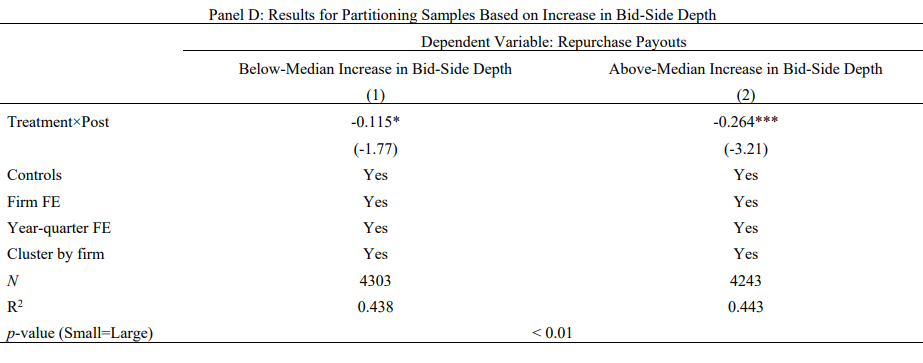 Panel D: Results for Partitioning Samples Based on Increase in Bid-Side Depth
Dependent Variable: Repurchase Payouts
Below-Median Increase in Bid-Side Depth Above-Median Increase in Bid-Side Depth
(1) (2)
Treatment×Post -0.115* -0.264***
(-1.77) (-3.21)
Controls Yes Yes
Firm FE Yes Yes
Year-quarter FE Yes Yes
Cluster by firm Yes Yes
N 4303 4243
R² 0.438 0.443
p-value (Small=Large) < 0.01